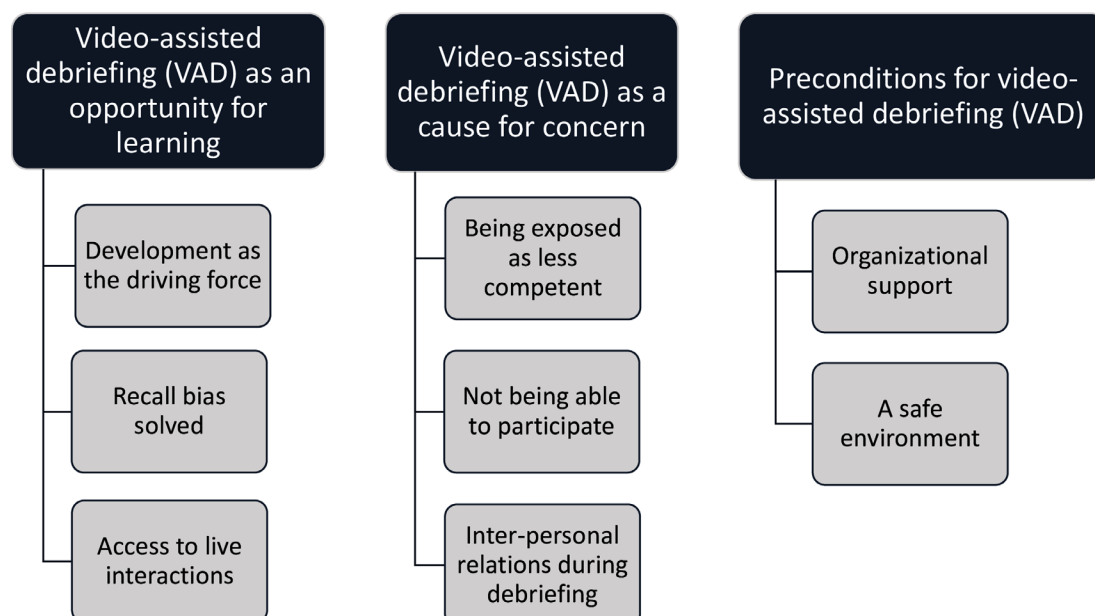 Video-assisted
debriefing (VAD) as an
opportunity for
learning
Development as
the driving force
Recall bias
solved
Access to live
interactions
Video-assisted
debriefing (VAD) as a
cause for concern
Being exposed
as less
competent
Not being able
to participate
Inter-personal
relations during
debriefing
Preconditions for video-
assisted debriefing (VAD)
Organizational
support
A safe
environment